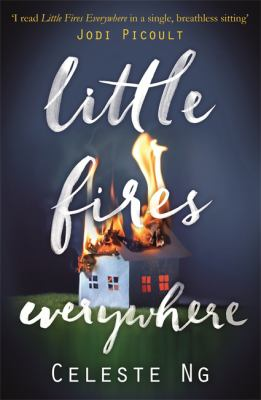 'I read Little Fires Everywhere in a single, breathless sitting'
JODI PICOULT
little
fires
everywhere
CELESTE NG